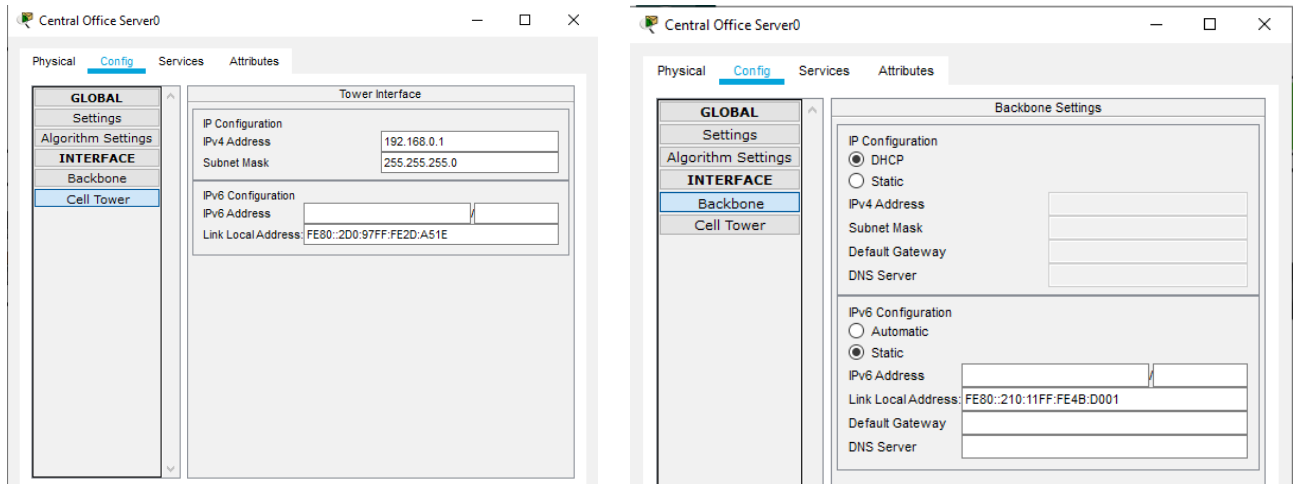 Central Office Server0
Physical Config Services Attributes
GLOBAL
Settings
Algorithm Settings
INTERFACE
Backbone
Cell Tower
Tower Interface
IP Configuration
IPv4 Address 192.168.0.1
Subnet Mask 255.255.255.0
IPv6 Configuration
IPv6 Address /
Link Local Address: FE80::2D0:97FF:FE2D:A51E
Central Office Server0
Physical Config Services Attributes
GLOBAL
Settings
Algorithm Settings
INTERFACE
Backbone
Cell Tower
Backbone Settings
IP Configuration
DHCP
Static
IPv4 Address
Subnet Mask
Default Gateway
DNS Server
IPv6 Configuration
Automatic
Static
IPv6 Address /
Link Local Address: FE80::210:11FF:FE4B:D001
Default Gateway
DNS Server